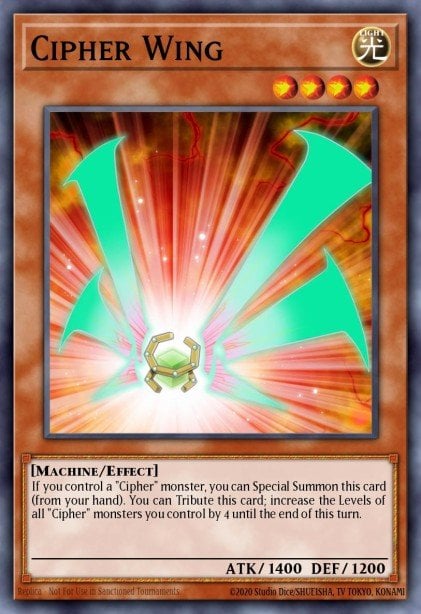 Cipher Wing
LIGHT
光
[Machine/Effect]
If you control a "Cipher" monster, you can Special Summon this card
(from your hand). You can Tribute this card; increase the Levels of
all "Cipher" monsters you control by 4 until the end of this turn.
ATK/1400 DEF/1200
Replica - Not For Use in Sanctioned Tournaments
©2020 Studio Dice/SHUEISHA, TV TOKYO, KONAMI